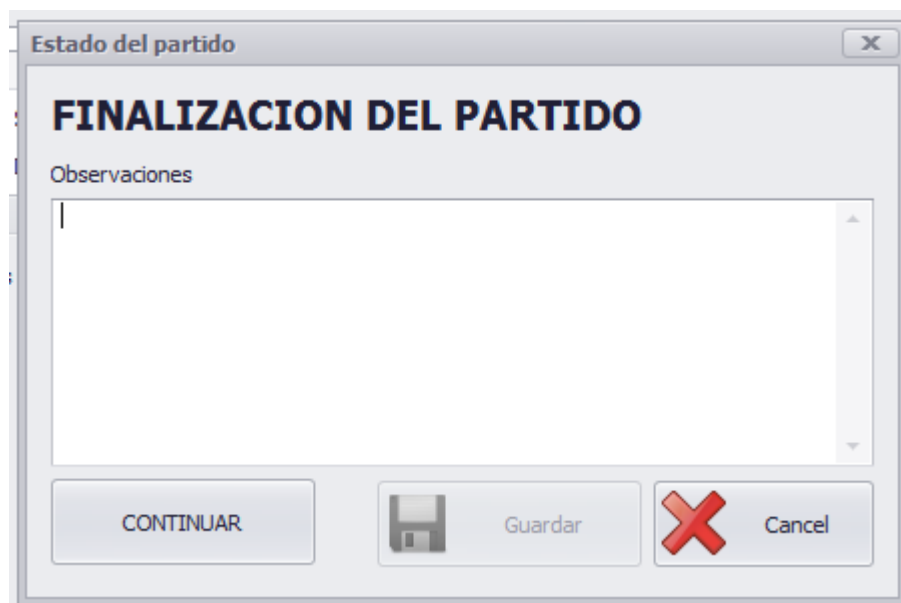 Estado del partido
FINALIZACION DEL PARTIDO
Observaciones
CONTINUAR
Guardar
Cancel